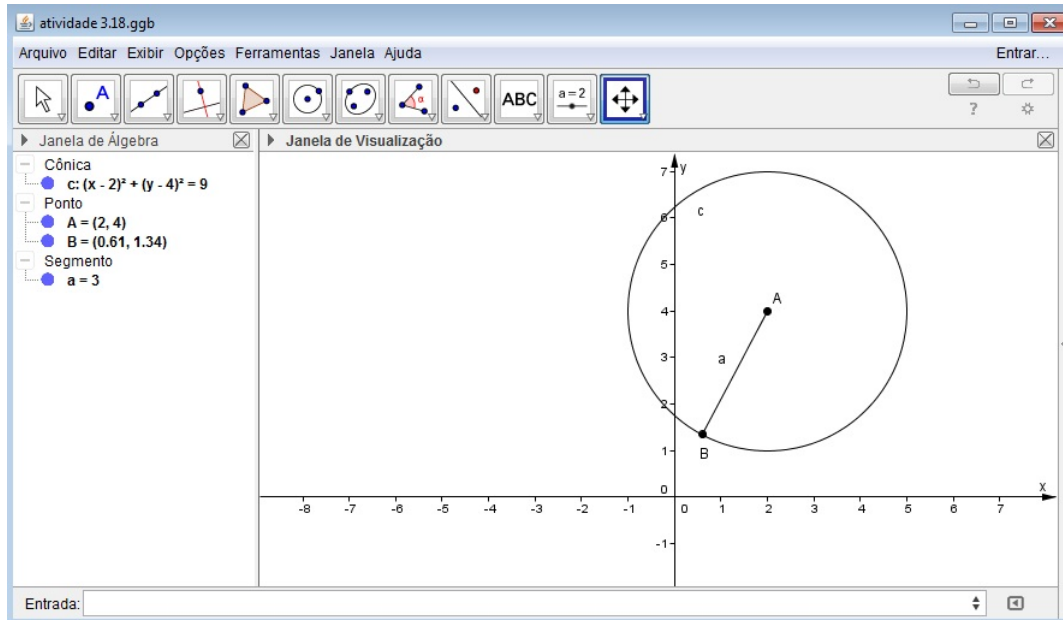 atividade 3.18.ggb
Arquivo Editar Exibir Opções Ferramentas Janela Ajuda Entrar...
A α ABC a = 2 ?
Janela de Álgebra
Cônica
c: (x - 2)² + (y - 4)² = 9
Ponto
A = (2, 4)
B = (0.61, 1.34)
Segmento
a = 3
Janela de Visualização
7 y
6 c
5
A
4
3 a
2
1 B
0 x
-8 -7 -6 -5 -4 -3 -2 -1 0 1 2 3 4 5 6 7
-1
Entrada: